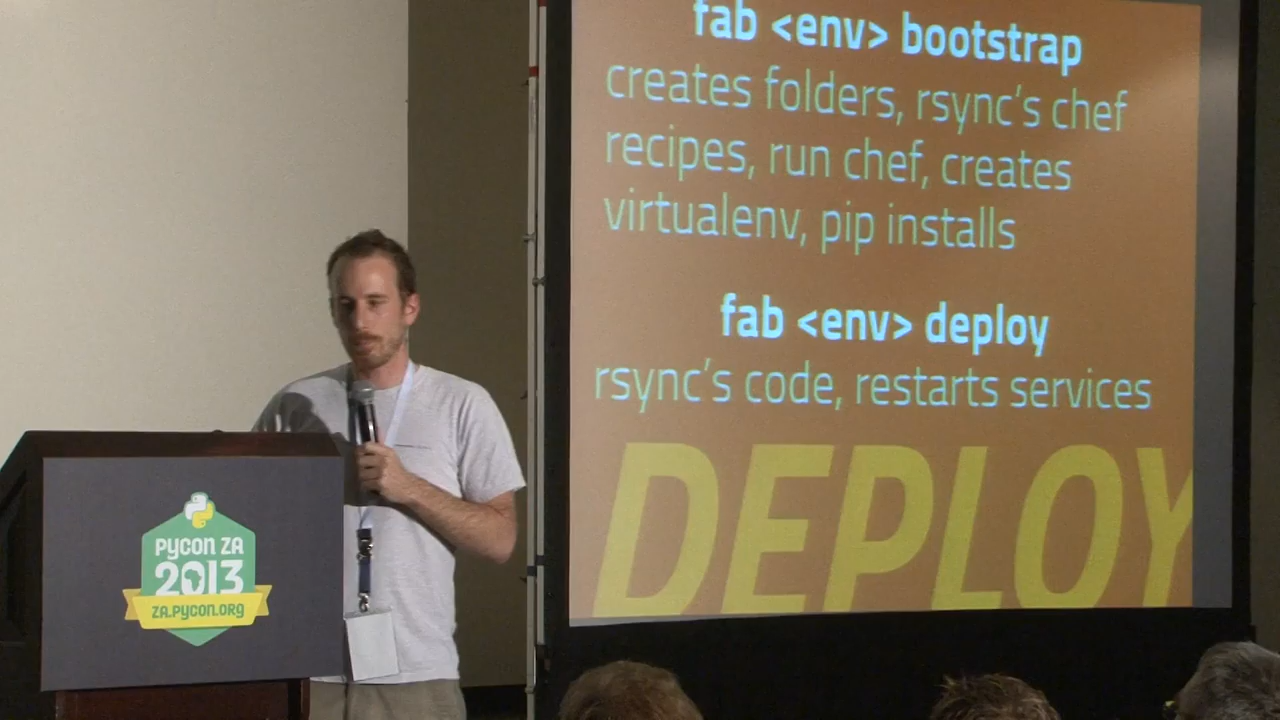 fab <env> bootstrap
creates folders, rsync's chef
recipes, run chef, creates
virtualenv, pip installs
fab <env> deploy
rsync's code, restarts services
DEPLOY
PYCON ZA
2013
ZA.PYCON.ORG